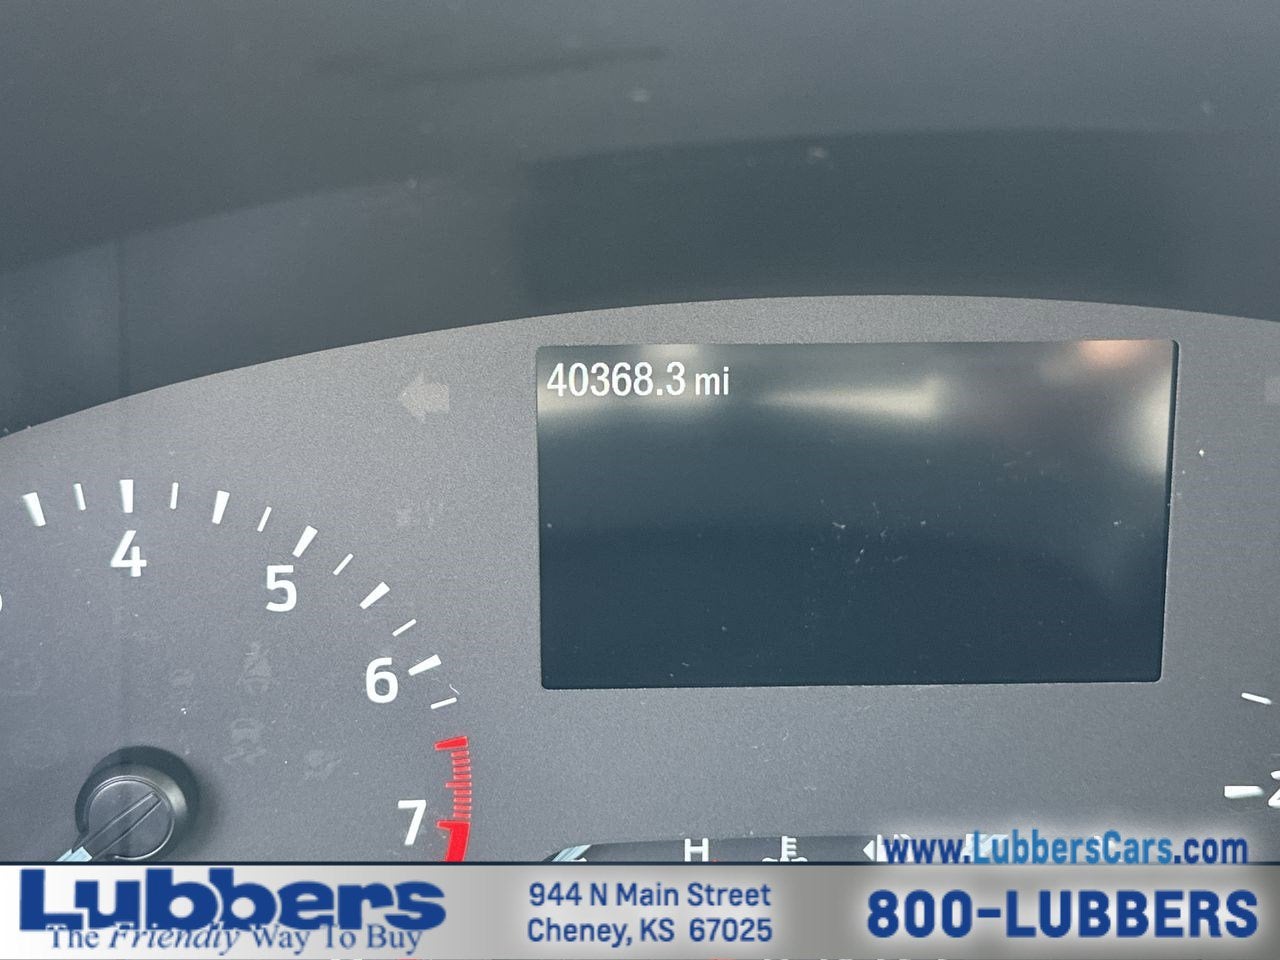 40368.3 mi
4
5
6
7
H
-2
www.LubbersCars.com
Lubbers
The Friendly Way To Buy
944 N Main Street
Cheney, KS 67025
800-LUBBERS